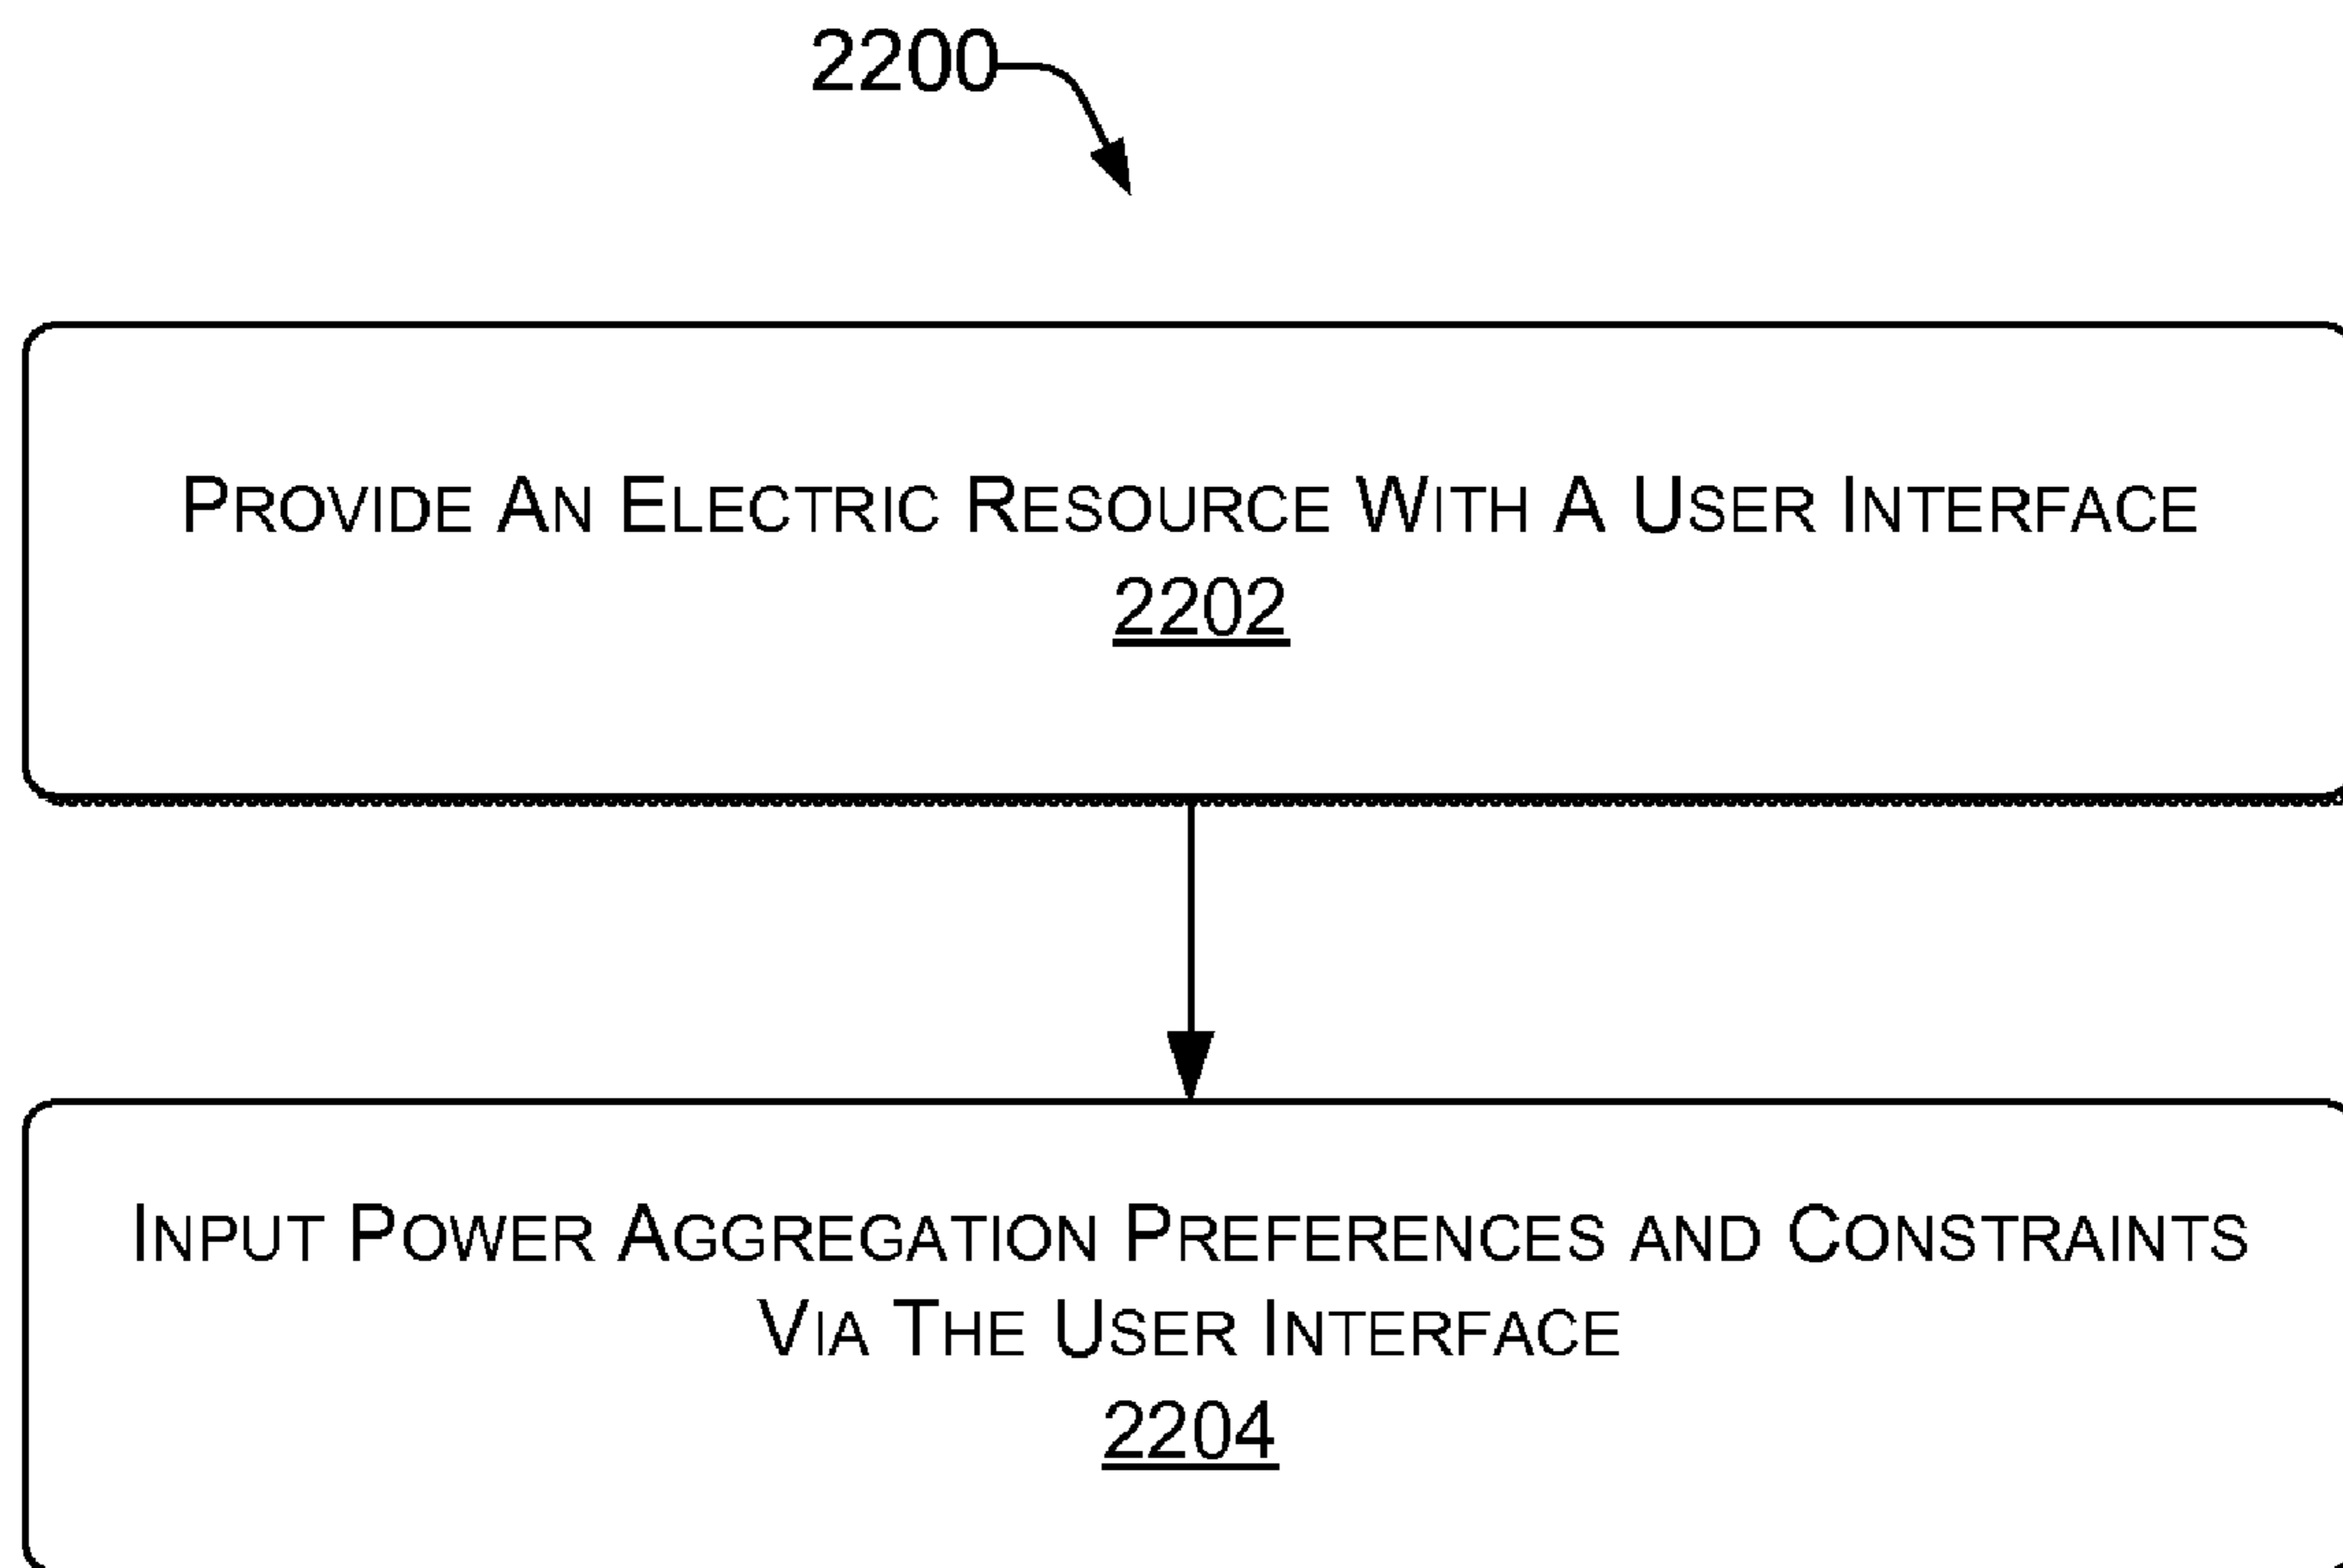 2200
PROVIDE AN ELECTRIC RESOURCE WITH A USER INTERFACE
2202
INPUT POWER AGGREGATION PREFERENCES AND CONSTRAINTS
VIA THE USER INTERFACE
2204